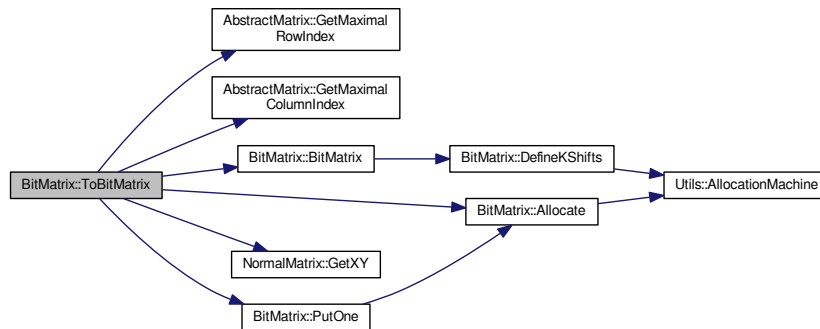 AbstractMatrix::GetMaximal
RowIndex
AbstractMatrix::GetMaximal
ColumnIndex
BitMatrix::BitMatrix
BitMatrix::DefineKShifts
BitMatrix::ToBitMatrix
Utils::AllocationMachine
BitMatrix::Allocate
NormalMatrix::GetXY
BitMatrix::PutOne